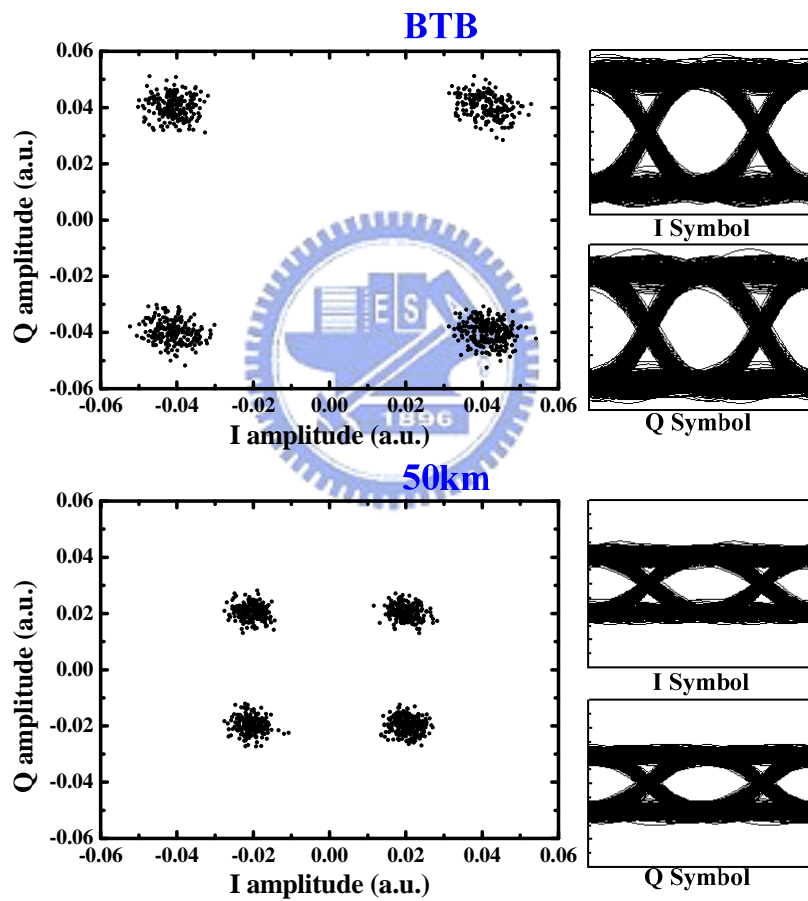 BTB
0.06
0.04
0.02
0.00
-0.02
-0.04
-0.06
Q amplitude (a.u.)
-0.06 -0.04 -0.02 0.00 0.02 0.04 0.06
I amplitude (a.u.)
I Symbol
Q Symbol
E S
1896
50km
0.06
0.04
0.02
0.00
-0.02
-0.04
-0.06
Q amplitude (a.u.)
-0.06 -0.04 -0.02 0.00 0.02 0.04 0.06
I amplitude (a.u.)
I Symbol
Q Symbol